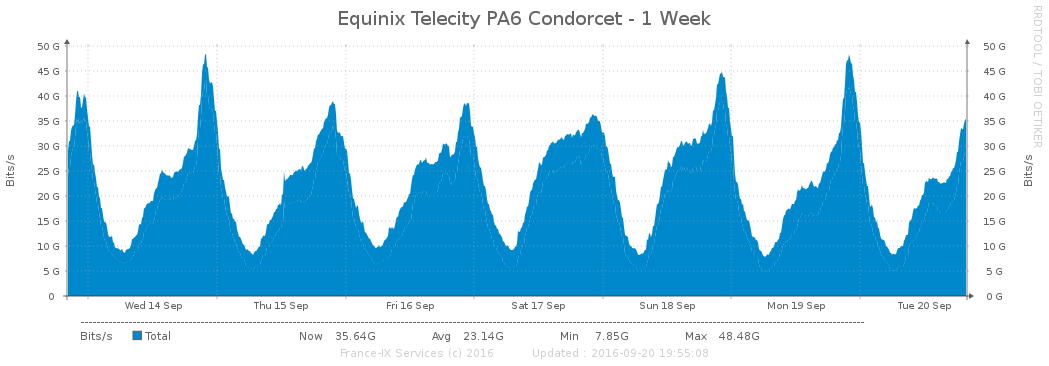 Equinix Telecity PA6 Condorcet - 1 Week
RRDTOOL / TOBI OETIKER
50 G 50 G
45 G 45 G
40 G 40 G
35 G 35 G
30 G 30 G
25 G 25 G
20 G 20 G
15 G 15 G
10 G 10 G
5 G 5 G
0 0 G
Bits/s
Bits/s
Wed 14 Sep Thu 15 Sep Fri 16 Sep Sat 17 Sep Sun 18 Sep Mon 19 Sep Tue 20 Sep
Bits/s Total Now 35.64G Avg 23.14G Min 7.85G Max 48.48G
France-IX Services (c) 2016 Updated : 2016-09-20 19:55:08